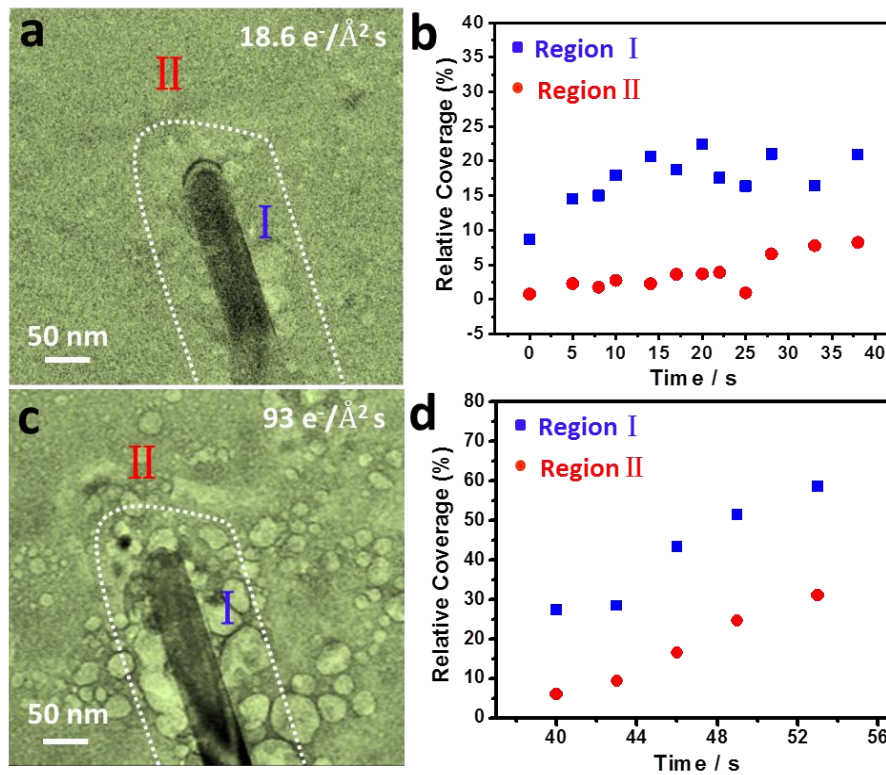 a
18.6 e⁻/Å² s
II
I
50 nm
b
Region I
Region II
Relative Coverage (%)
40
35
30
25
20
15
10
5
0
-5
0 5 10 15 20 25 30 35 40
Time / s
c
93 e⁻/Å² s
II
I
50 nm
d
Region I
Region II
Relative Coverage (%)
80
70
60
50
40
30
20
10
0
40 44 48 52 56
Time / s